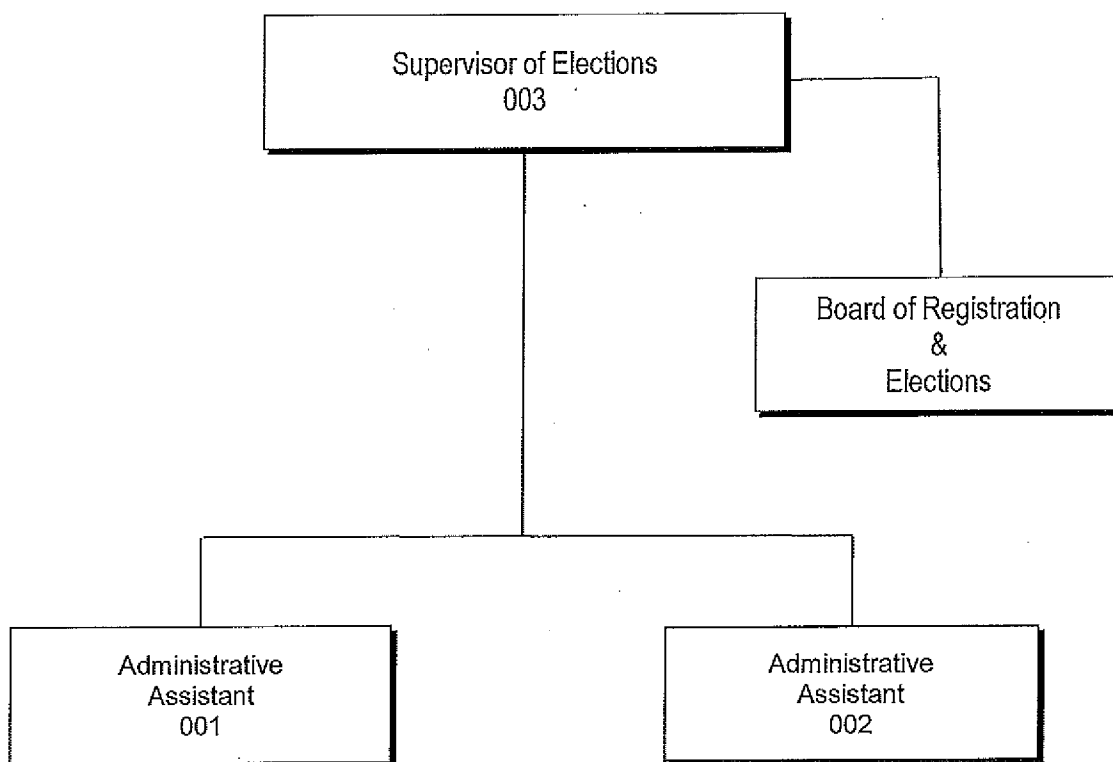 Supervisor of Elections
003
Board of Registration
&
Elections
Administrative
Assistant
001
Administrative
Assistant
002